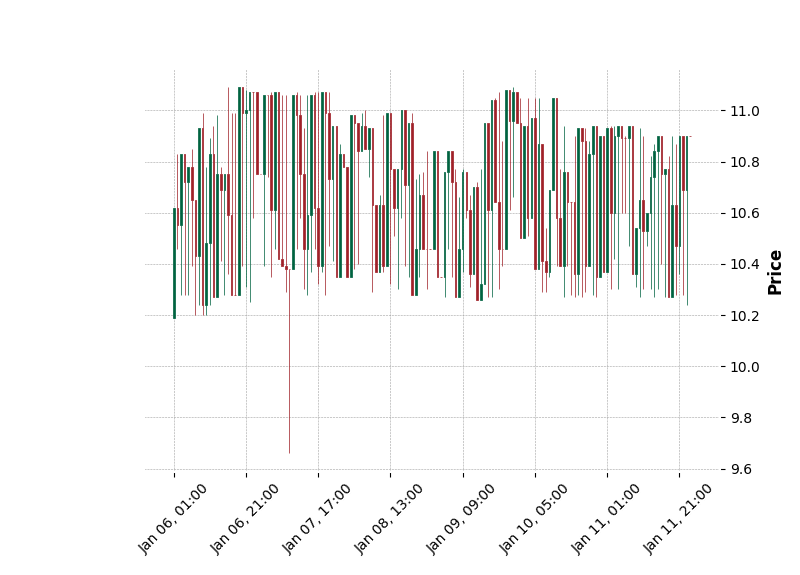 11.0
10.8
10.6
10.4
10.2
10.0
9.8
9.6
Price
Jan 06, 01:00
Jan 06, 21:00
Jan 07, 17:00
Jan 08, 13:00
Jan 09, 09:00
Jan 10, 05:00
Jan 11, 01:00
Jan 11, 21:00